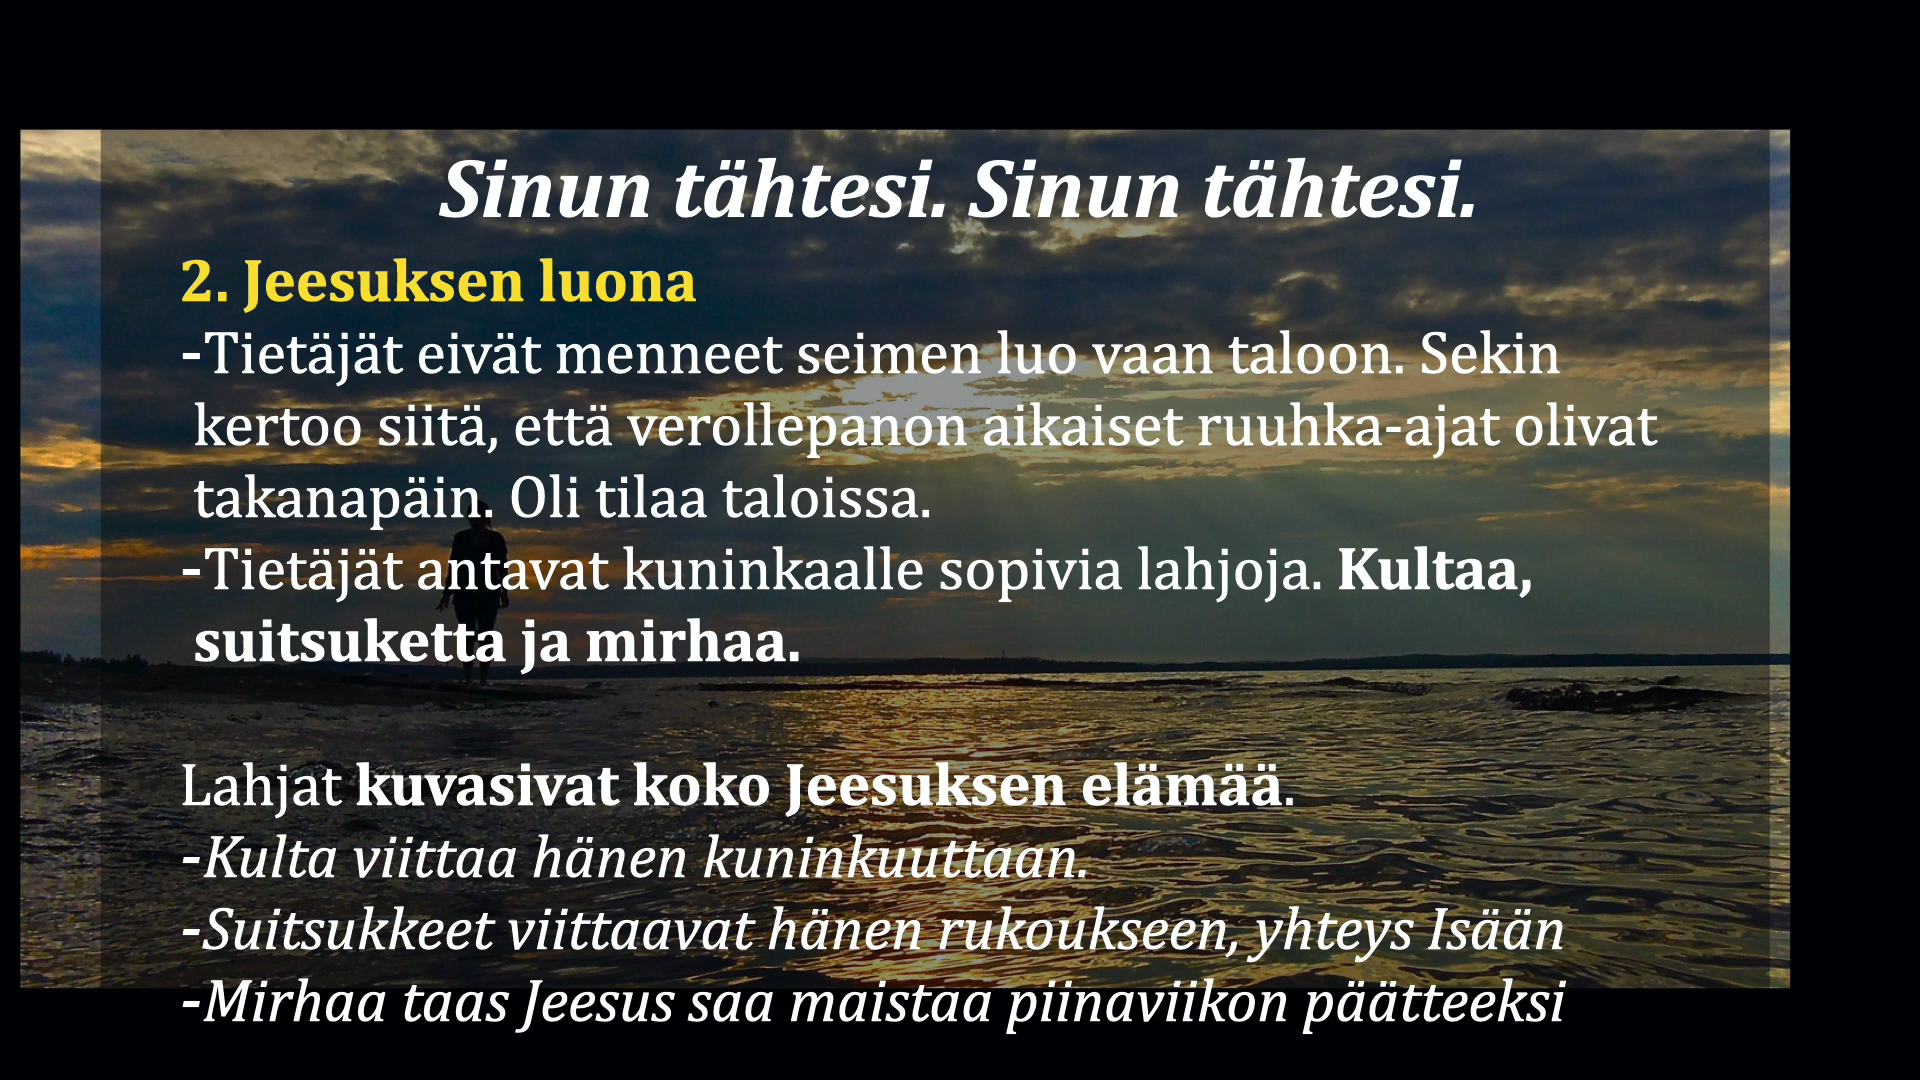 Sinun tähtesi. Sinun tähtesi.
2. Jeesuksen luona
-Tietäjät eivät menneet seimen luo vaan taloon. Sekin
kertoo siitä, että verollepanon aikaiset ruuhka-ajat olivat
takanapäin. Oli tilaa taloissa.
-Tietäjät antavat kuninkaalle sopivia lahjoja. Kultaa,
suitsuketta ja mirhaa.
Lahjat kuvasivat koko Jeesuksen elämää.
-Kulta viittaa hänen kuninkuuttaan.
-Suitsukkeet viittaavat hänen rukoukseen, yhteys Isään
-Mirhaa taas Jeesus saa maistaa piinaviikon päätteeksi